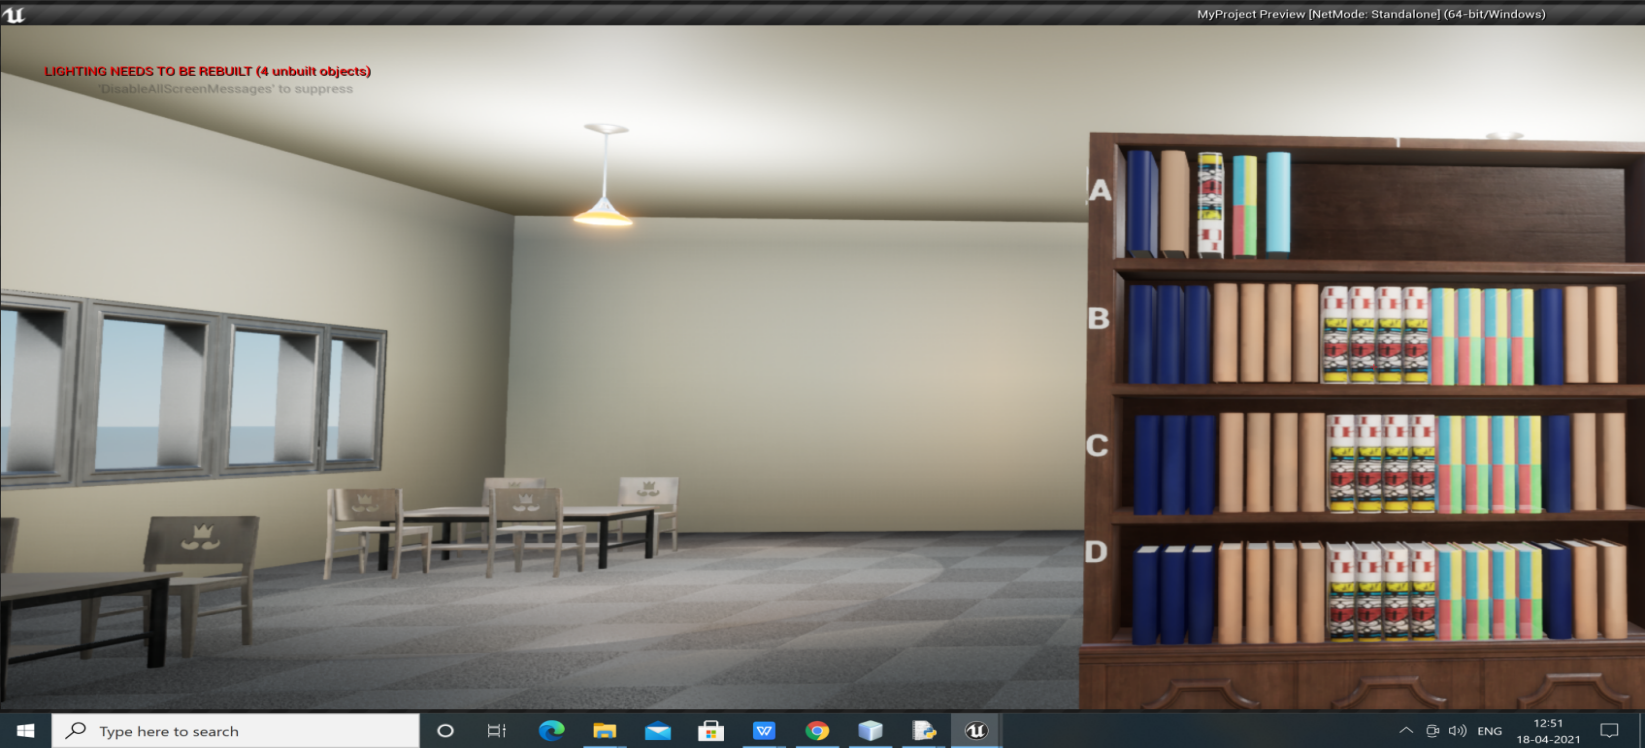 MyProject Preview [NetMode: Standalone] (64-bit/Windows)
LIGHTING NEEDS TO BE REBUILT (4 unbuilt objects)
'DisableAllScreenMessages' to suppress
A
B
C
D
Type here to search
W
ENG
12:51
18-04-2021